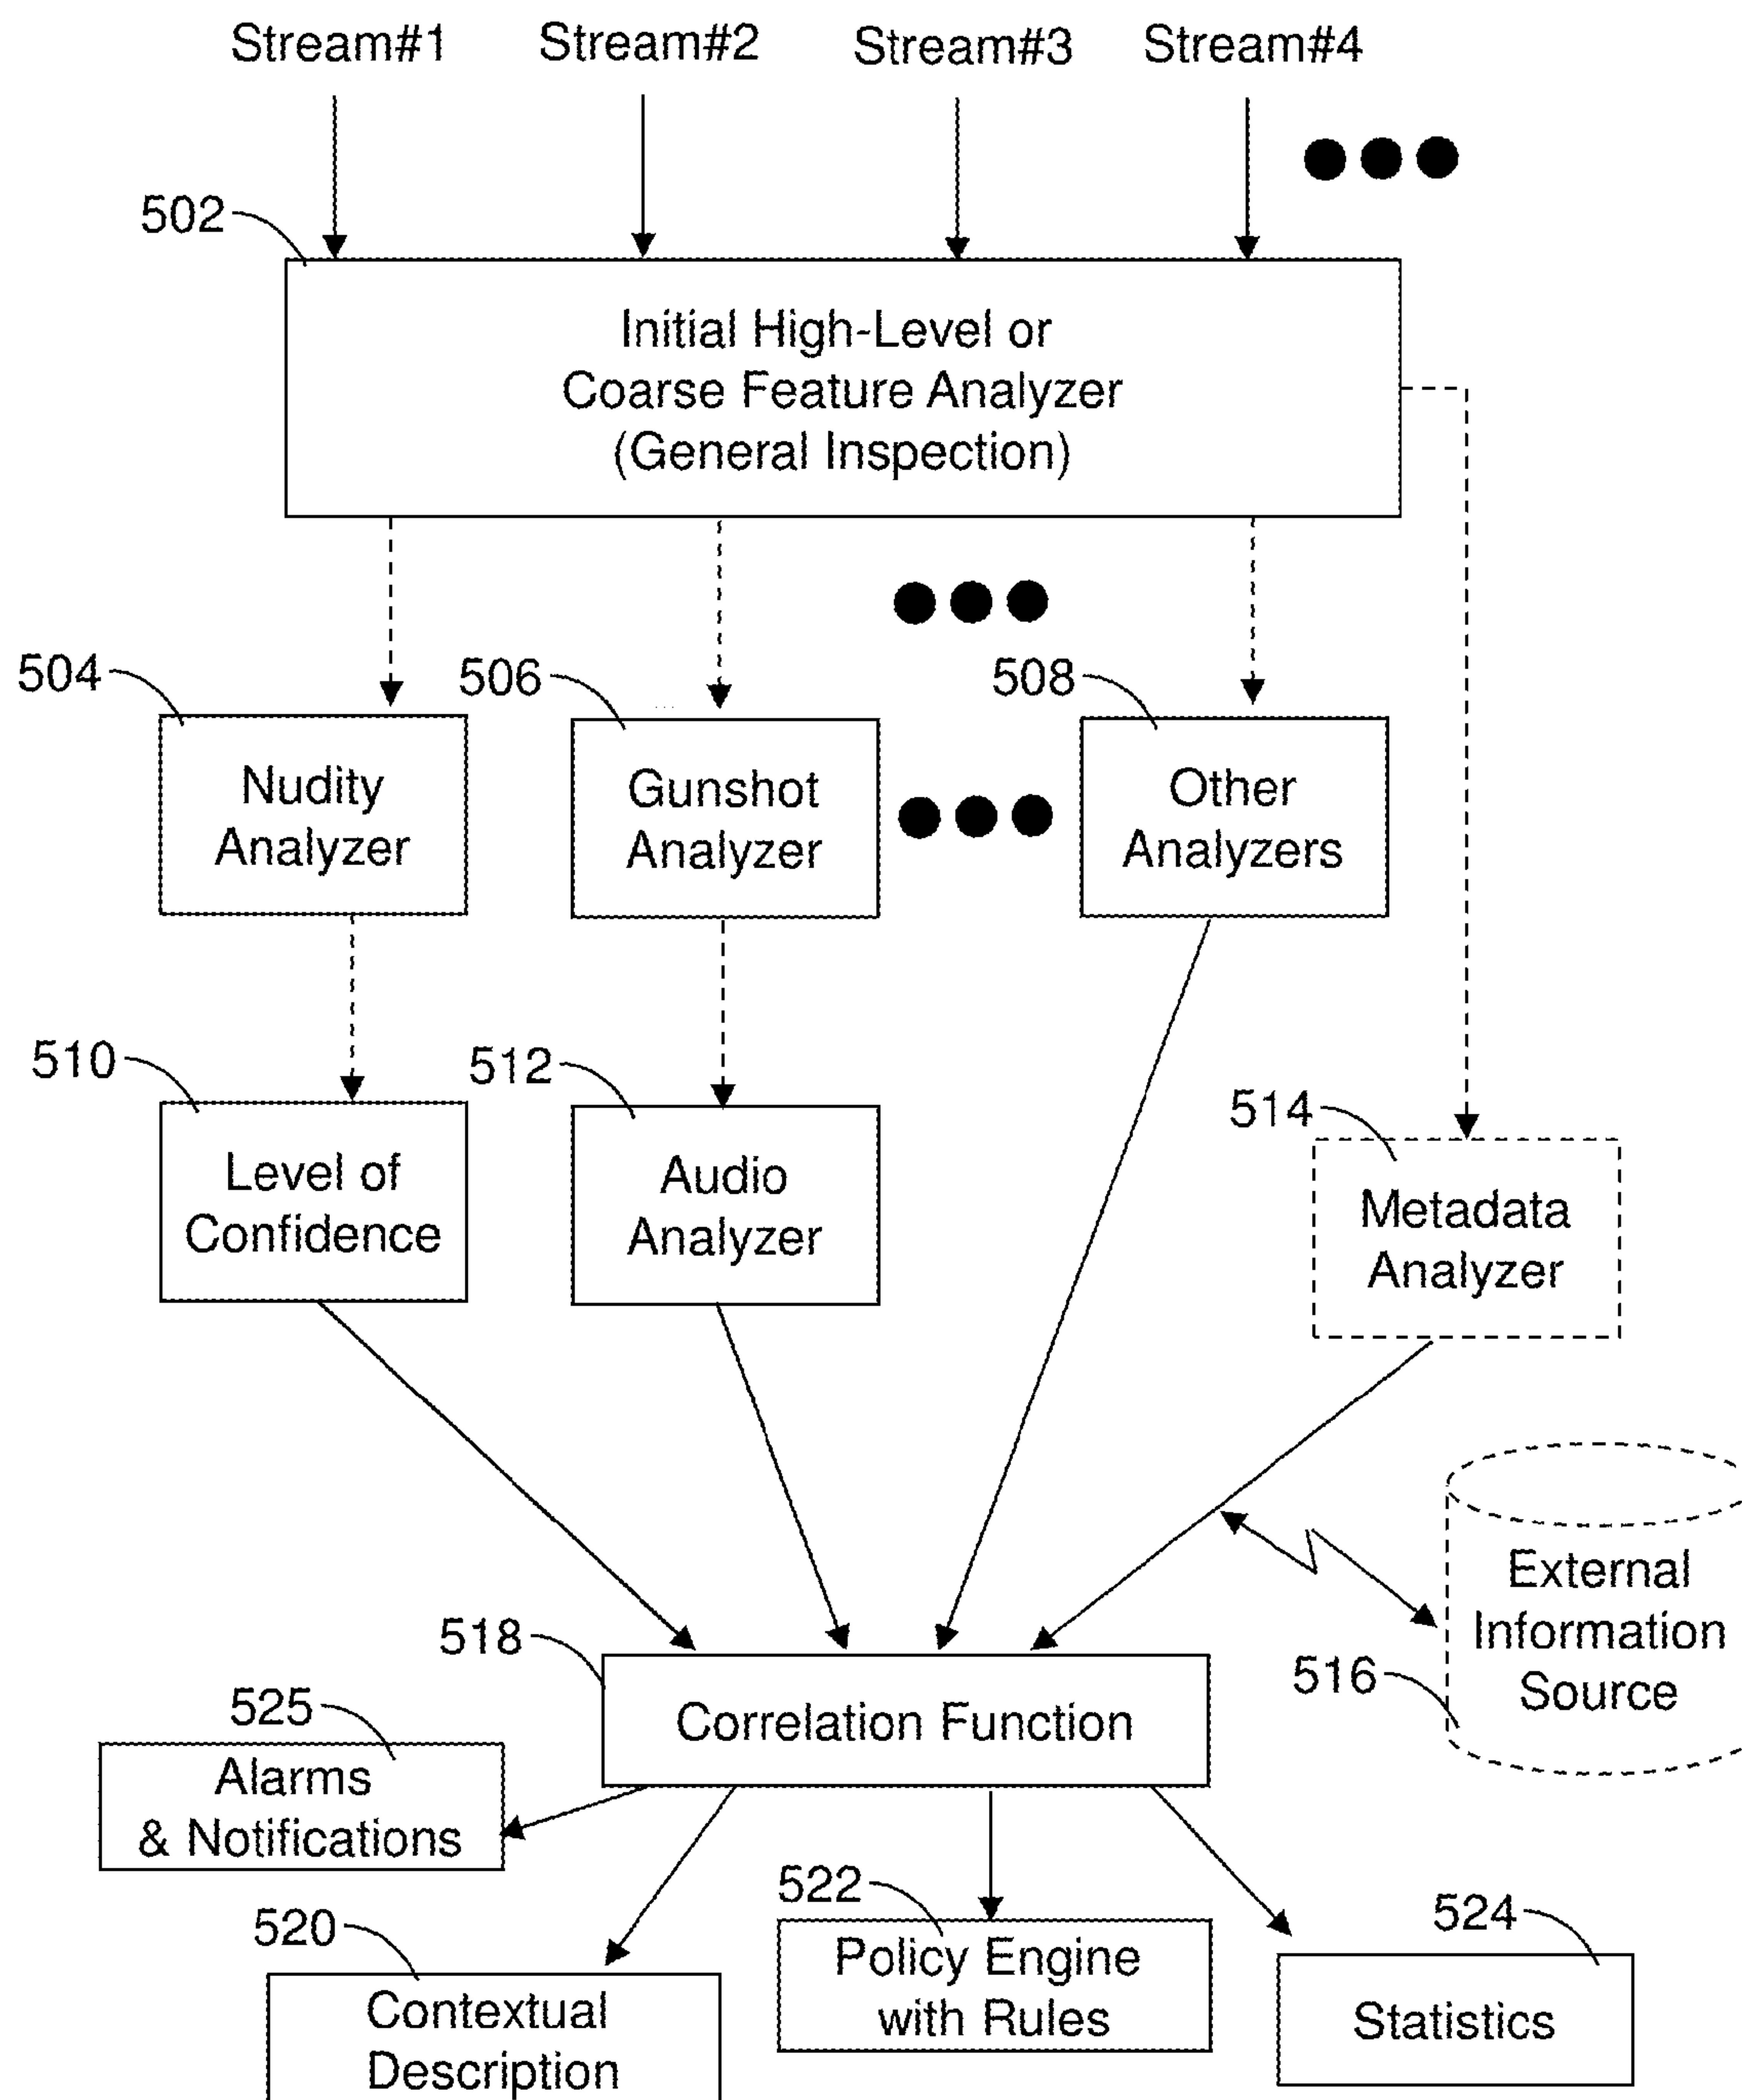 Stream#1 Stream#2 Stream#3 Stream#4
502
Initial High-Level or
Coarse Feature Analyzer
(General Inspection)
504
Nudity
Analyzer
506
Gunshot
Analyzer
508
Other
Analyzers
510
Level of
Confidence
512
Audio
Analyzer
514
Metadata
Analyzer
External
Information
Source
516
518
Correlation Function
525
Alarms
& Notifications
520
Contextual
Description
522
Policy Engine
with Rules
524
Statistics